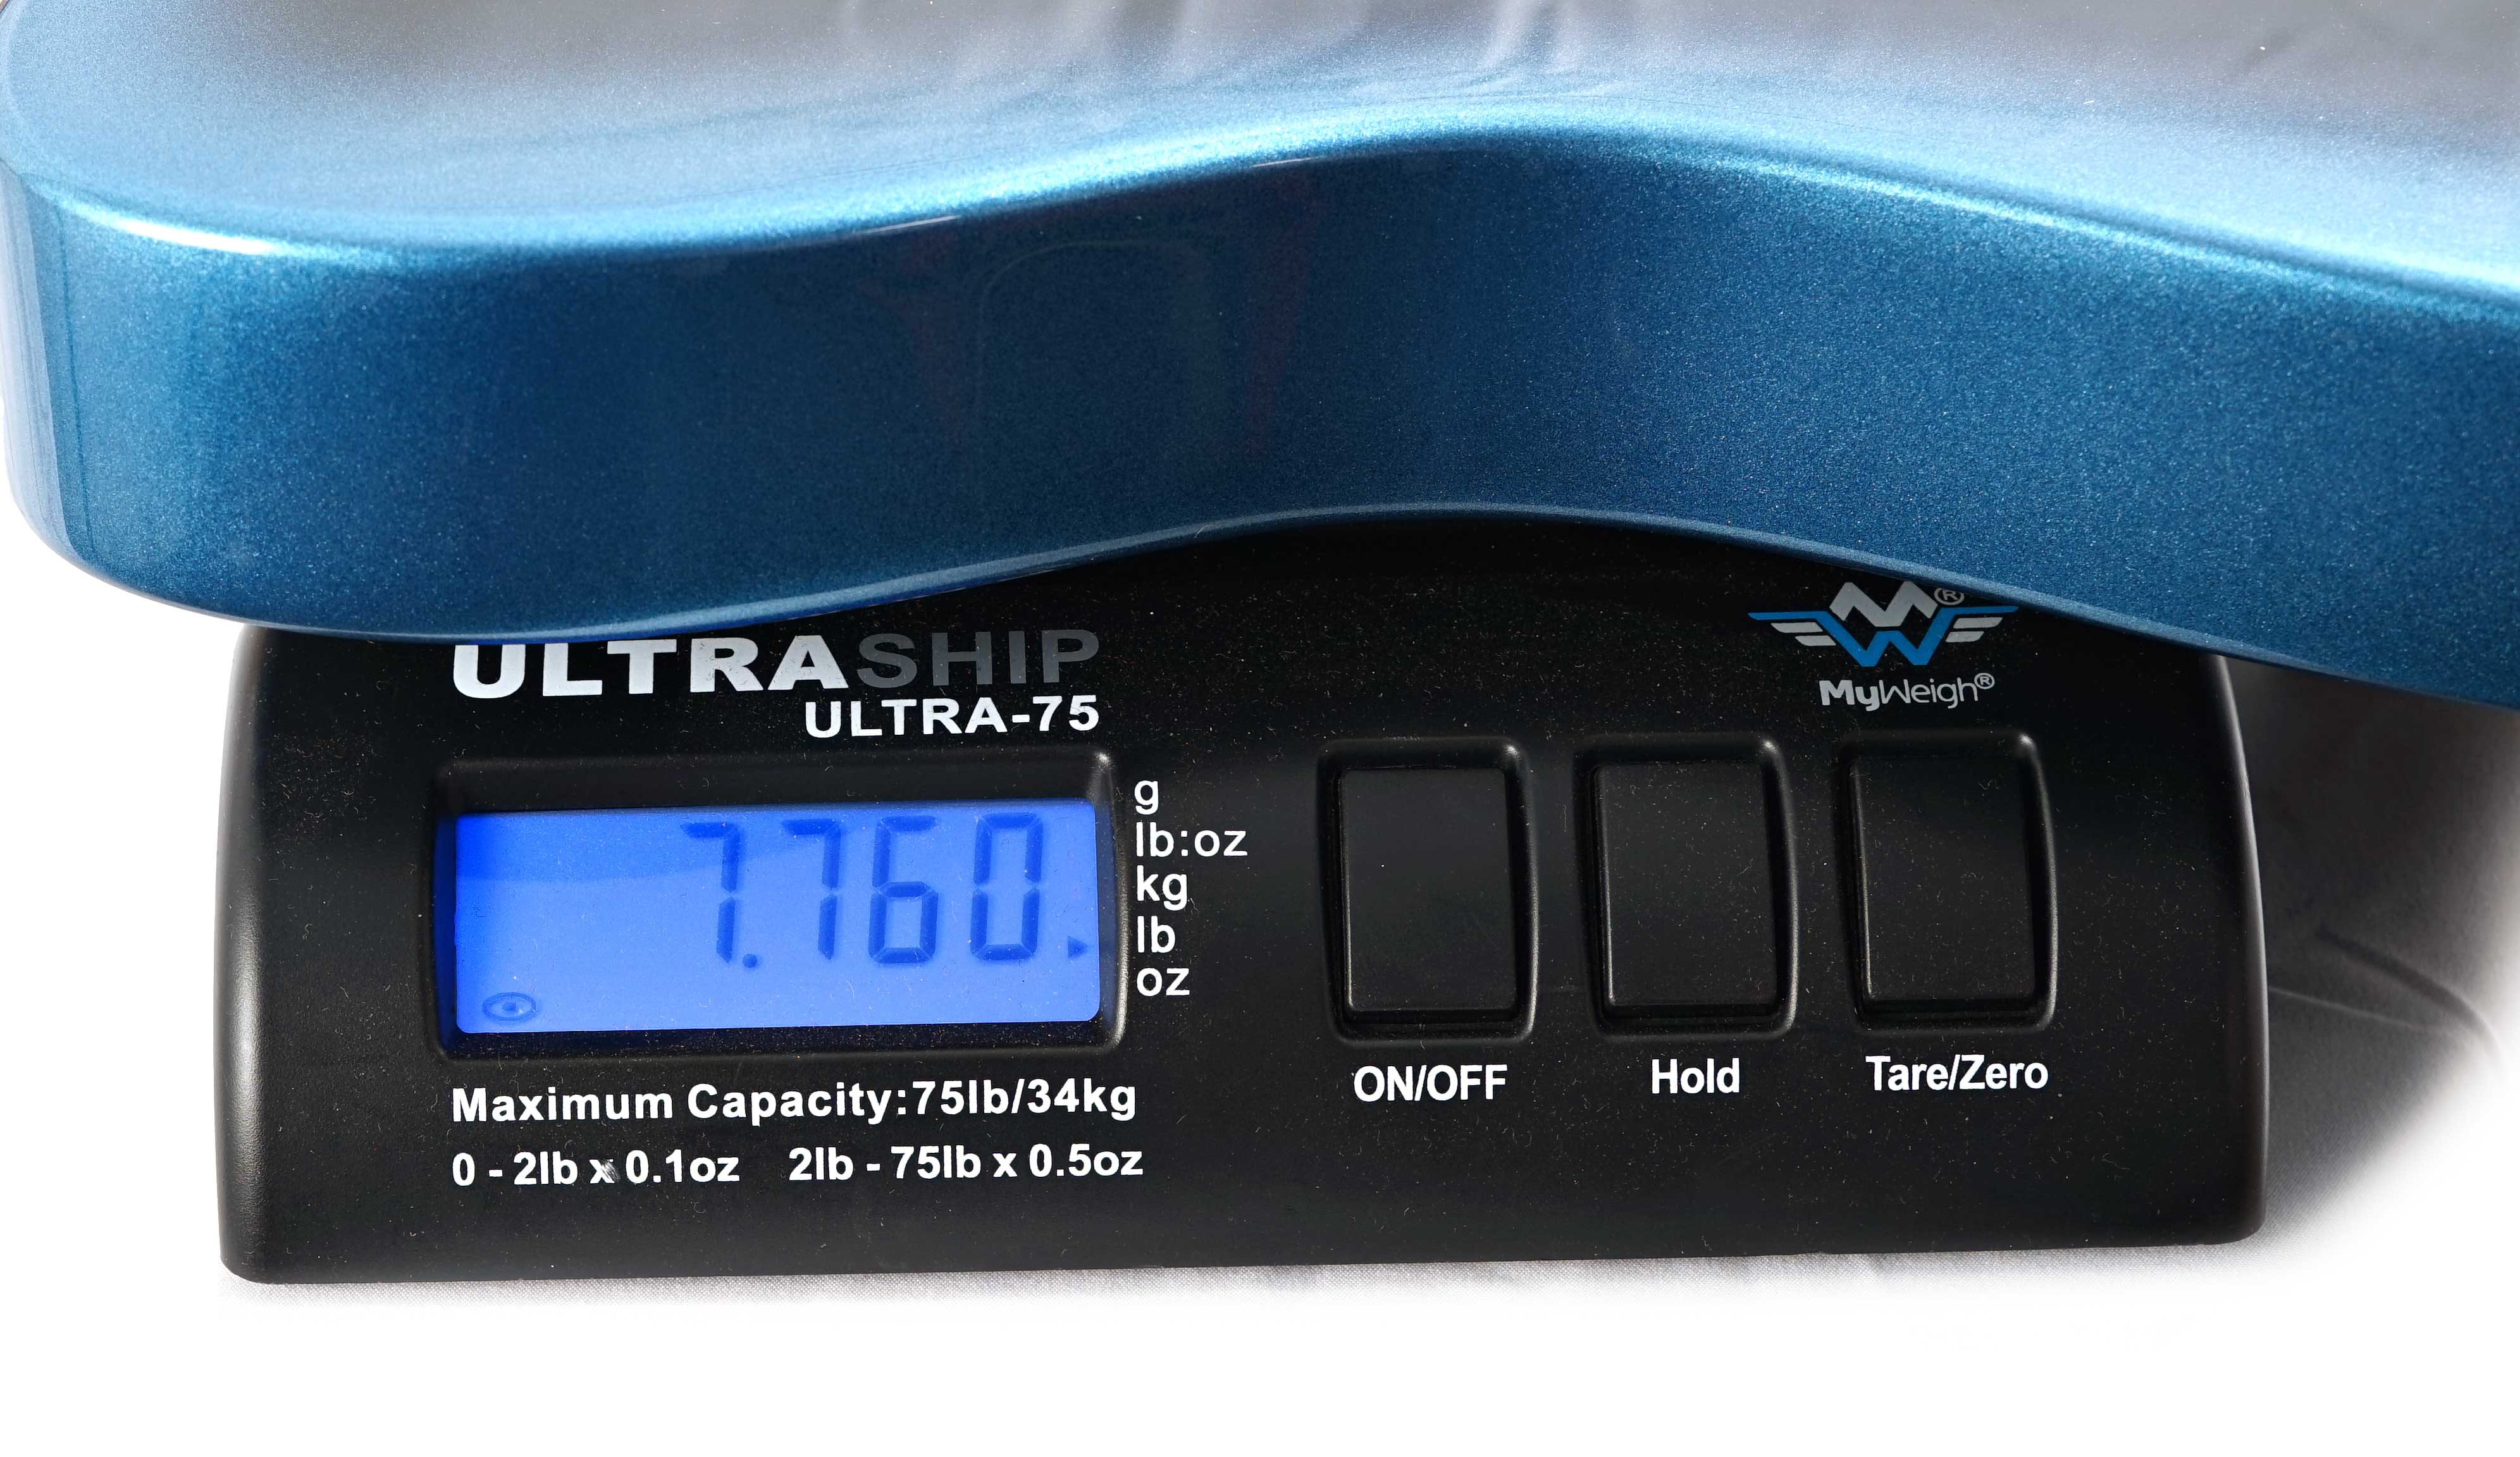 ULTRASHIP
ULTRA-75
MW®
MyWeigh®
7.760
g
lb:oz
kg
lb
oz
ON/OFF
Hold
Tare/Zero
Maximum Capacity:75lb/34kg
0 - 2lb x 0.1oz 2lb - 75lb x 0.5oz